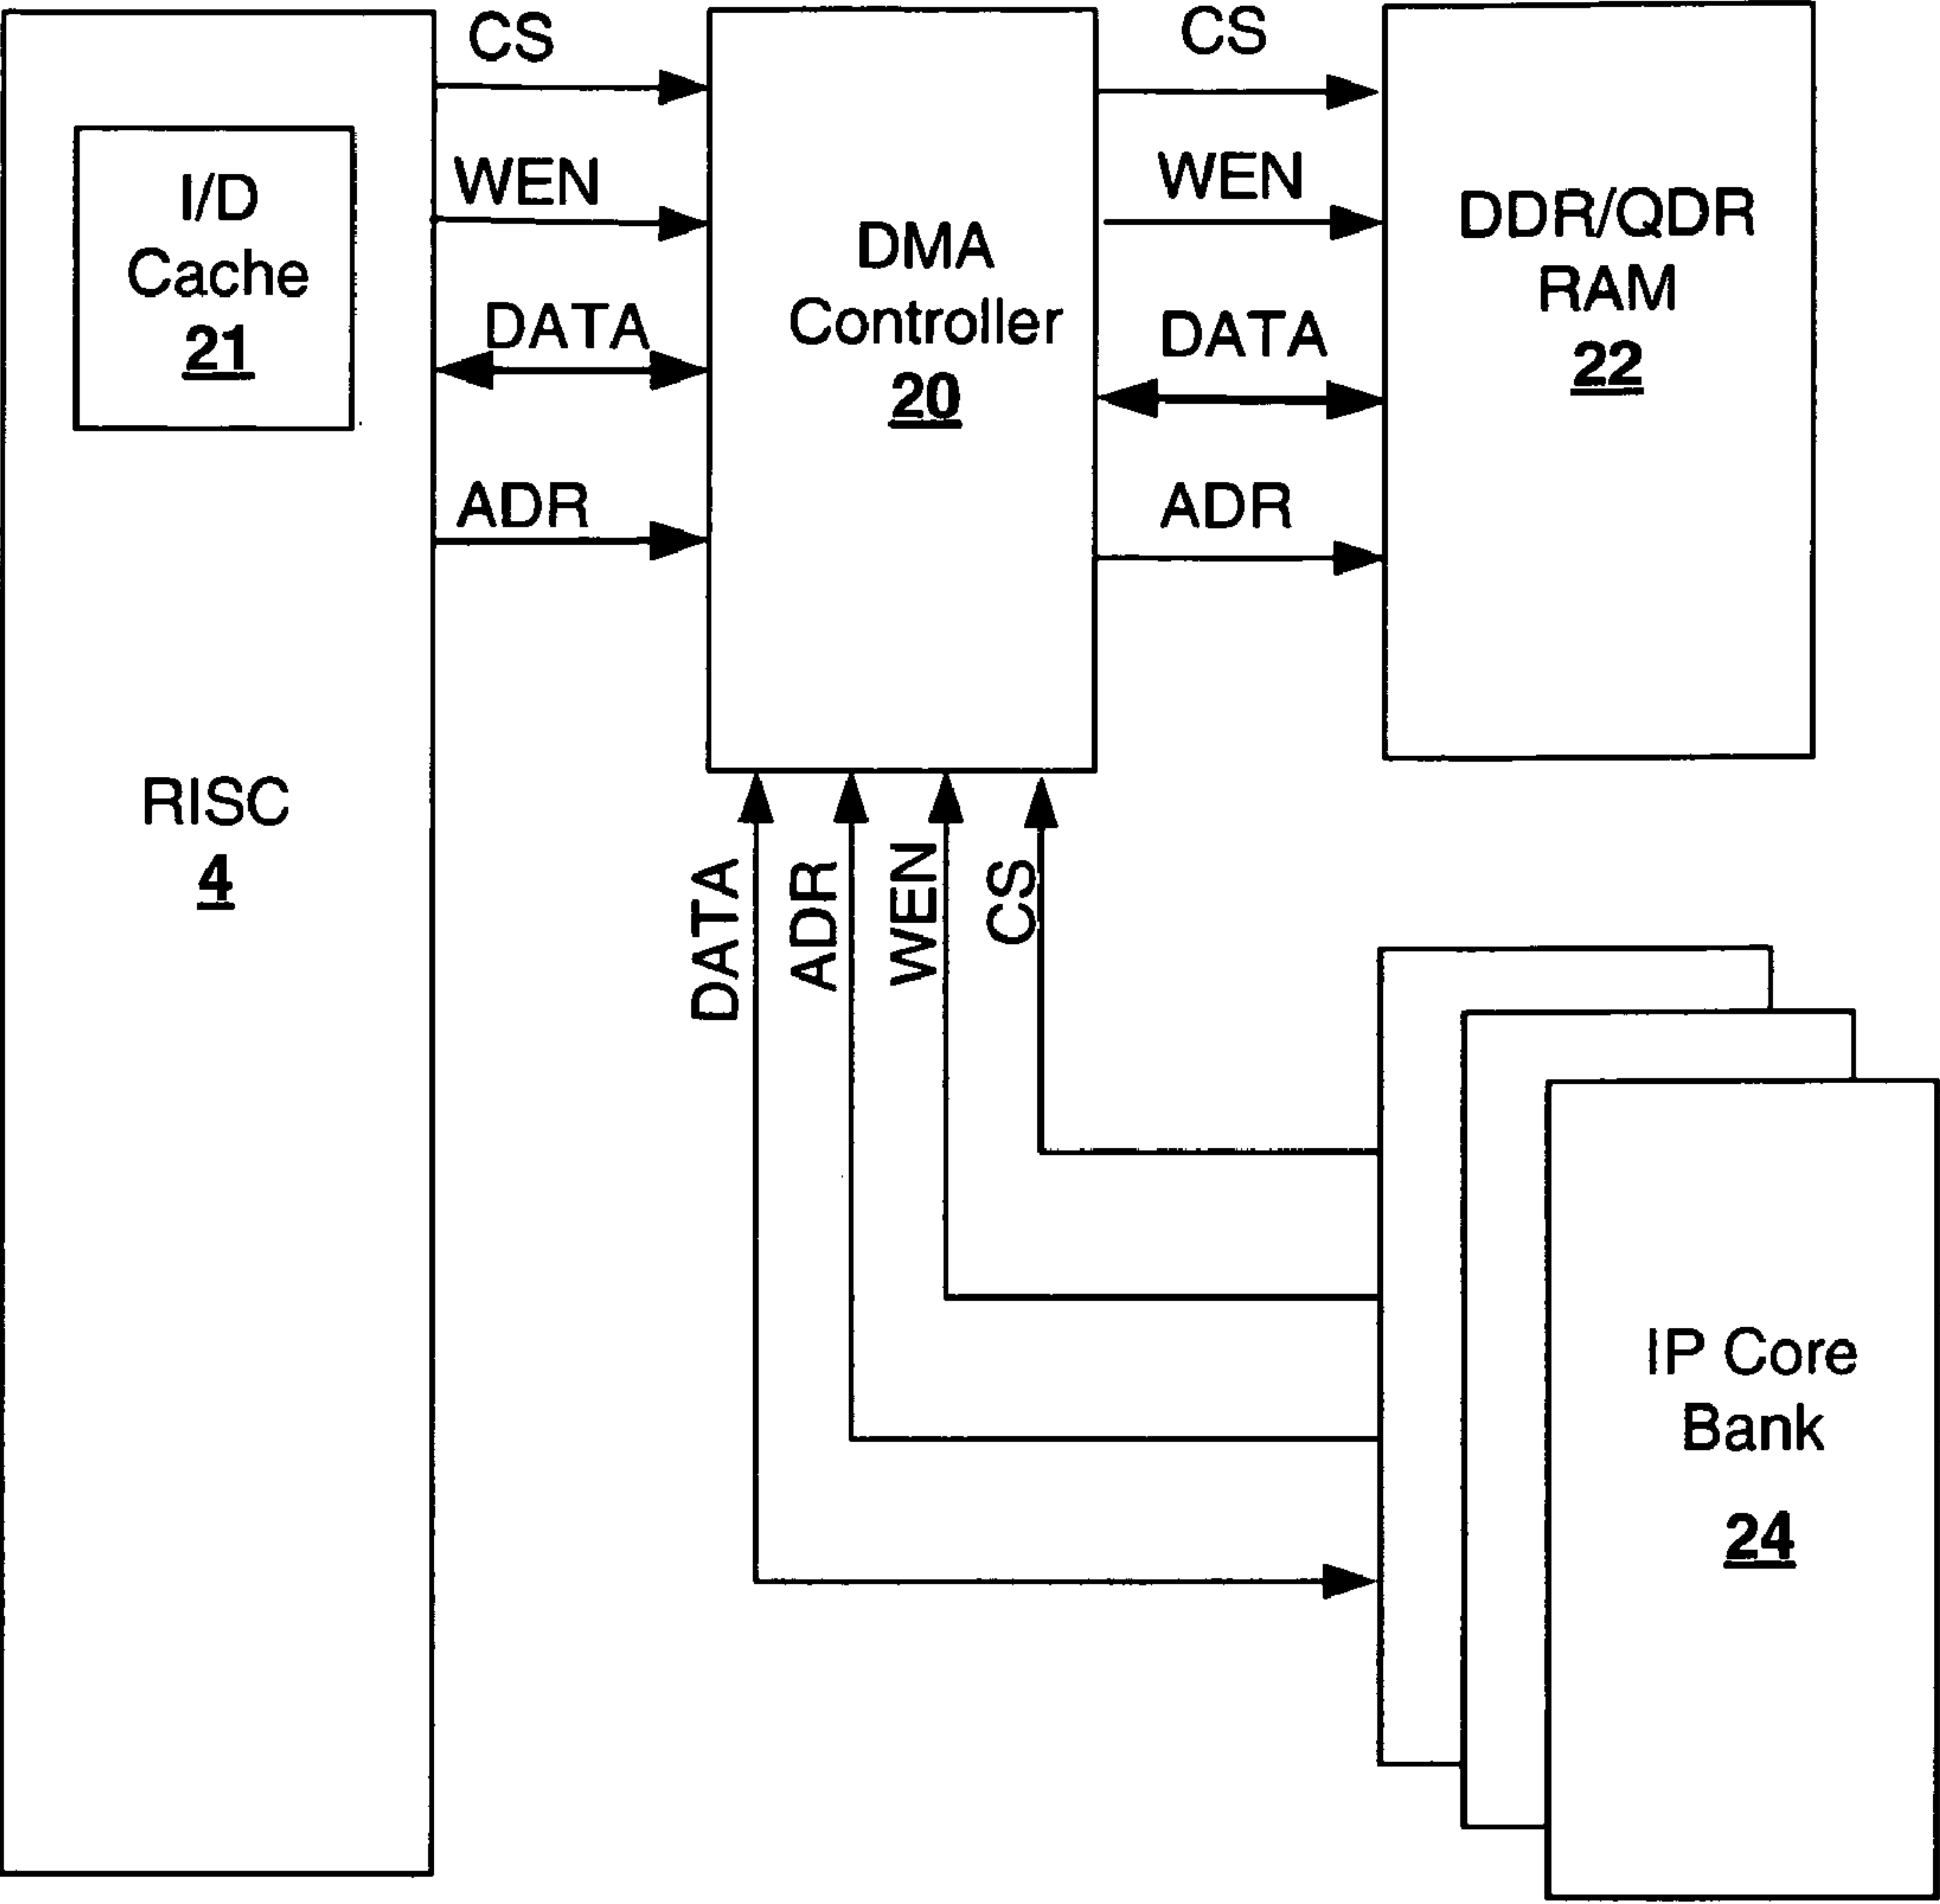 I/D
Cache
21
RISC
4
CS
WEN
DATA
ADR
DMA
Controller
20
CS
WEN
DATA
ADR
DDR/QDR
RAM
22
DATA
ADR
WEN
CS
IP Core
Bank
24